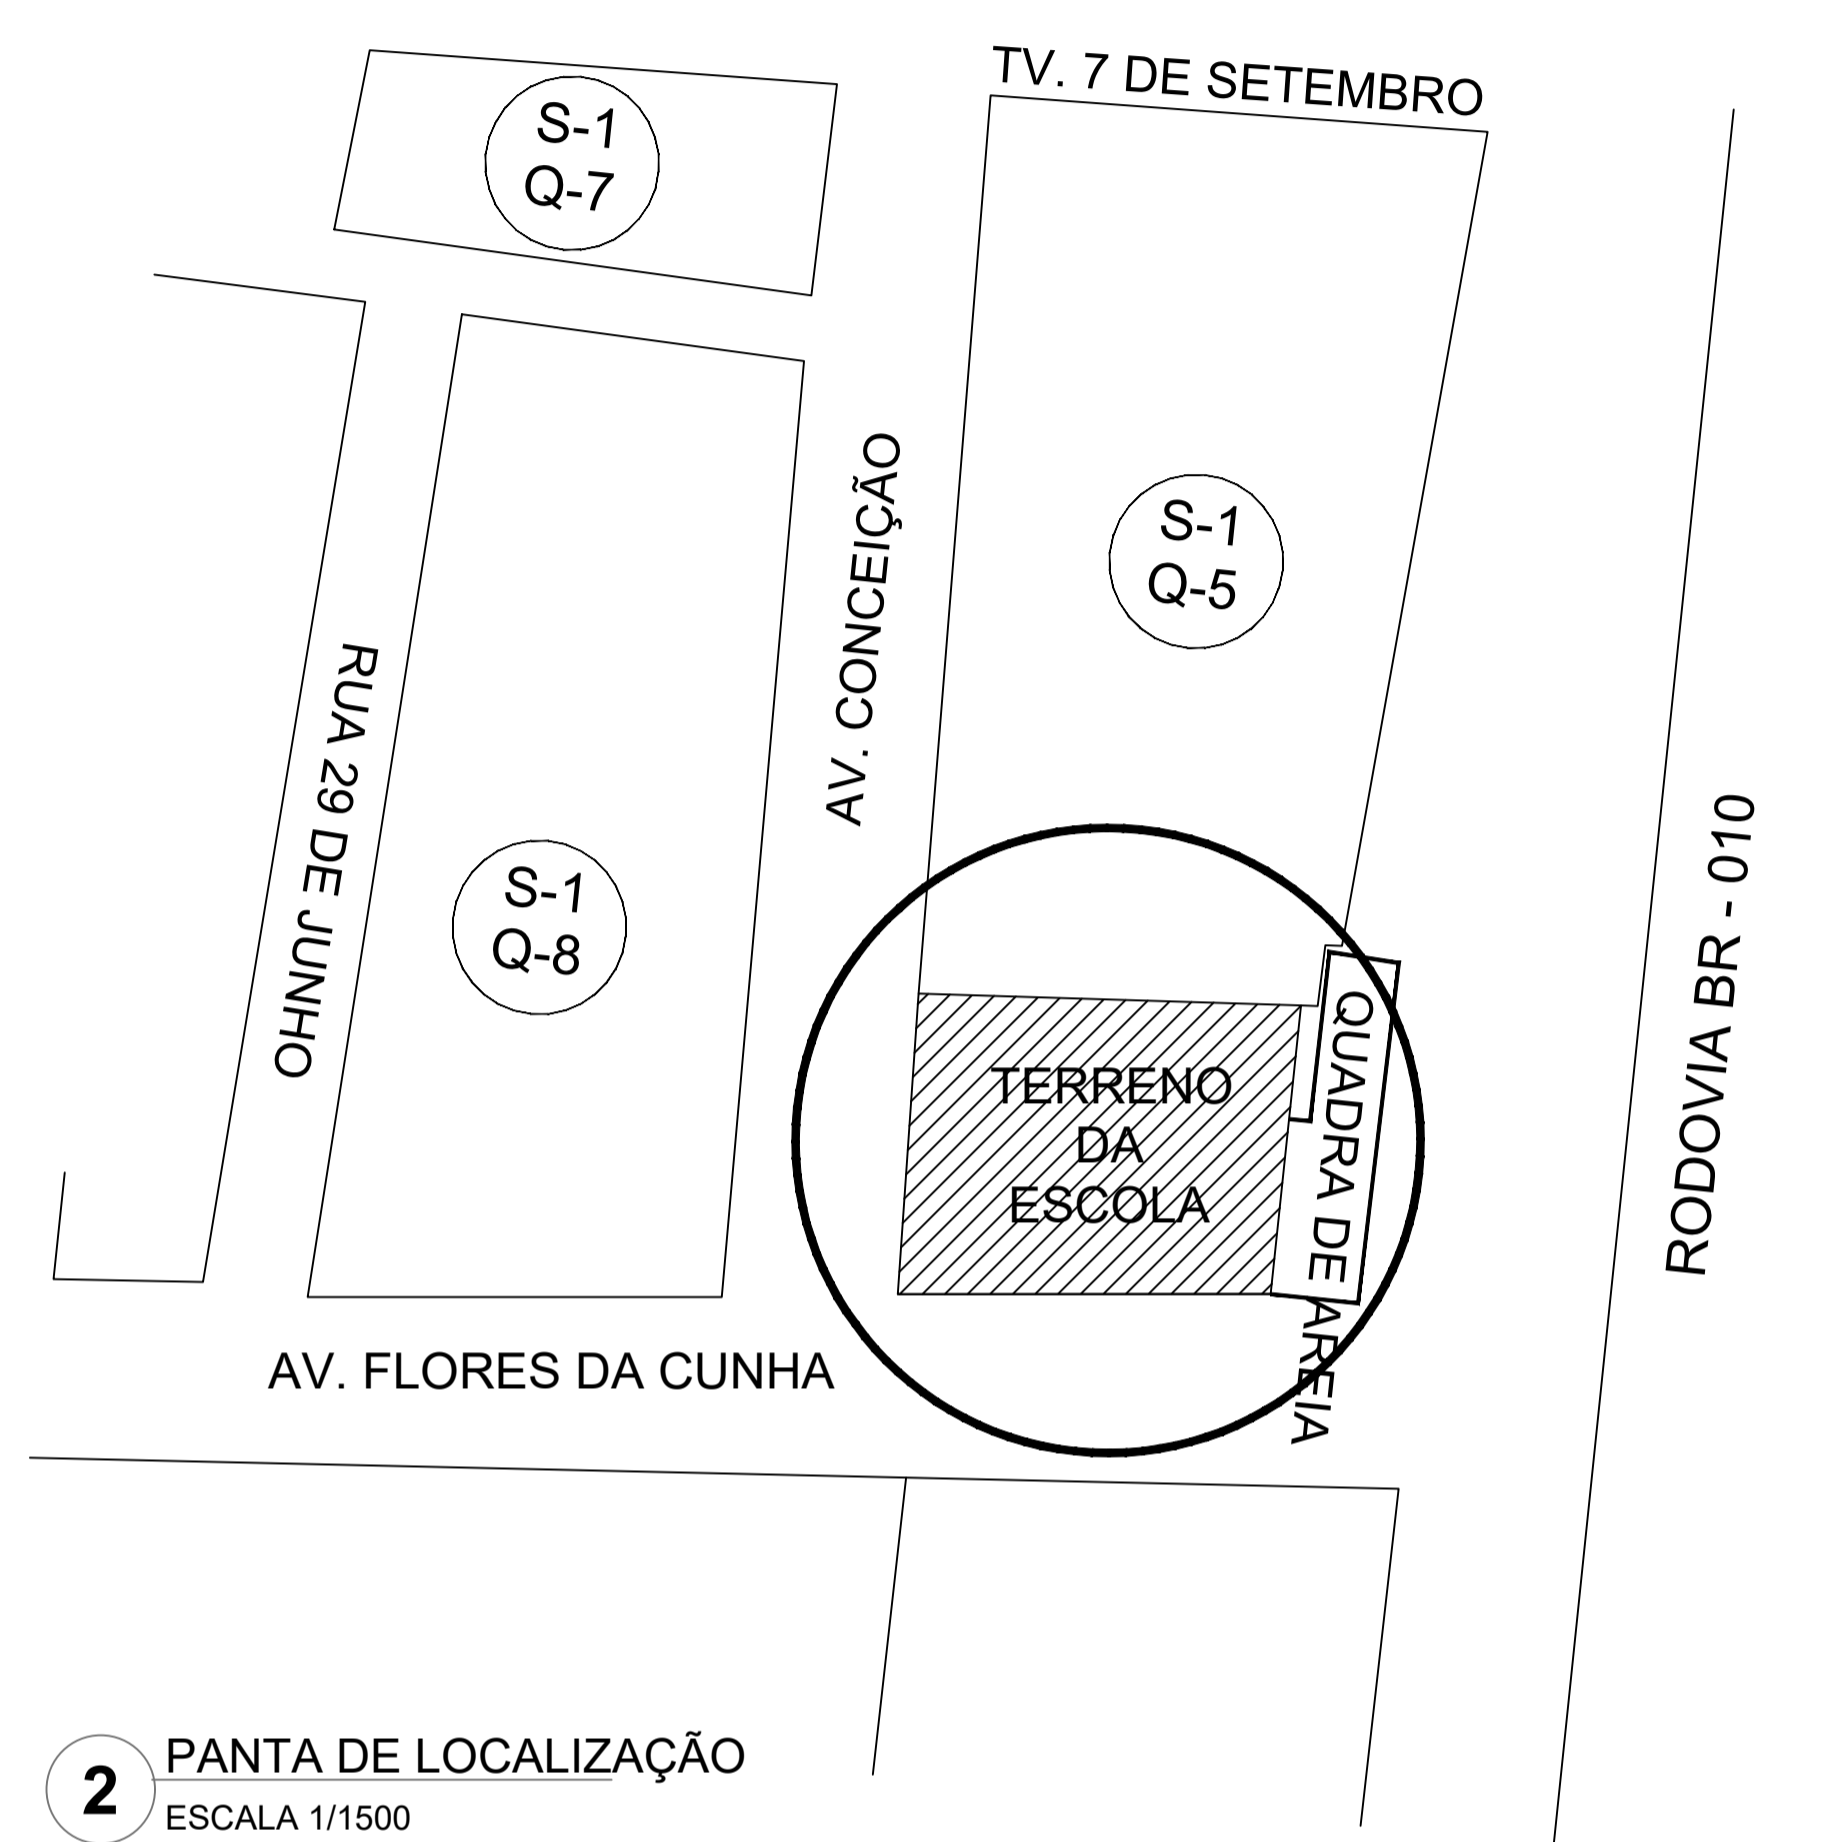 TV. 7 DE SETEMBRO
S-1
Q-7
S-1
Q-5
AV. CONCEIÇÃO
RUA 29 DE JUNHO
S-1
Q-8
RODOVIA BR - 010
TERRENO
DA
ESCOLA
QUADRA DE AREIA
AV. FLORES DA CUNHA
2
PANTA DE LOCALIZAÇÃO
ESCALA 1/1500